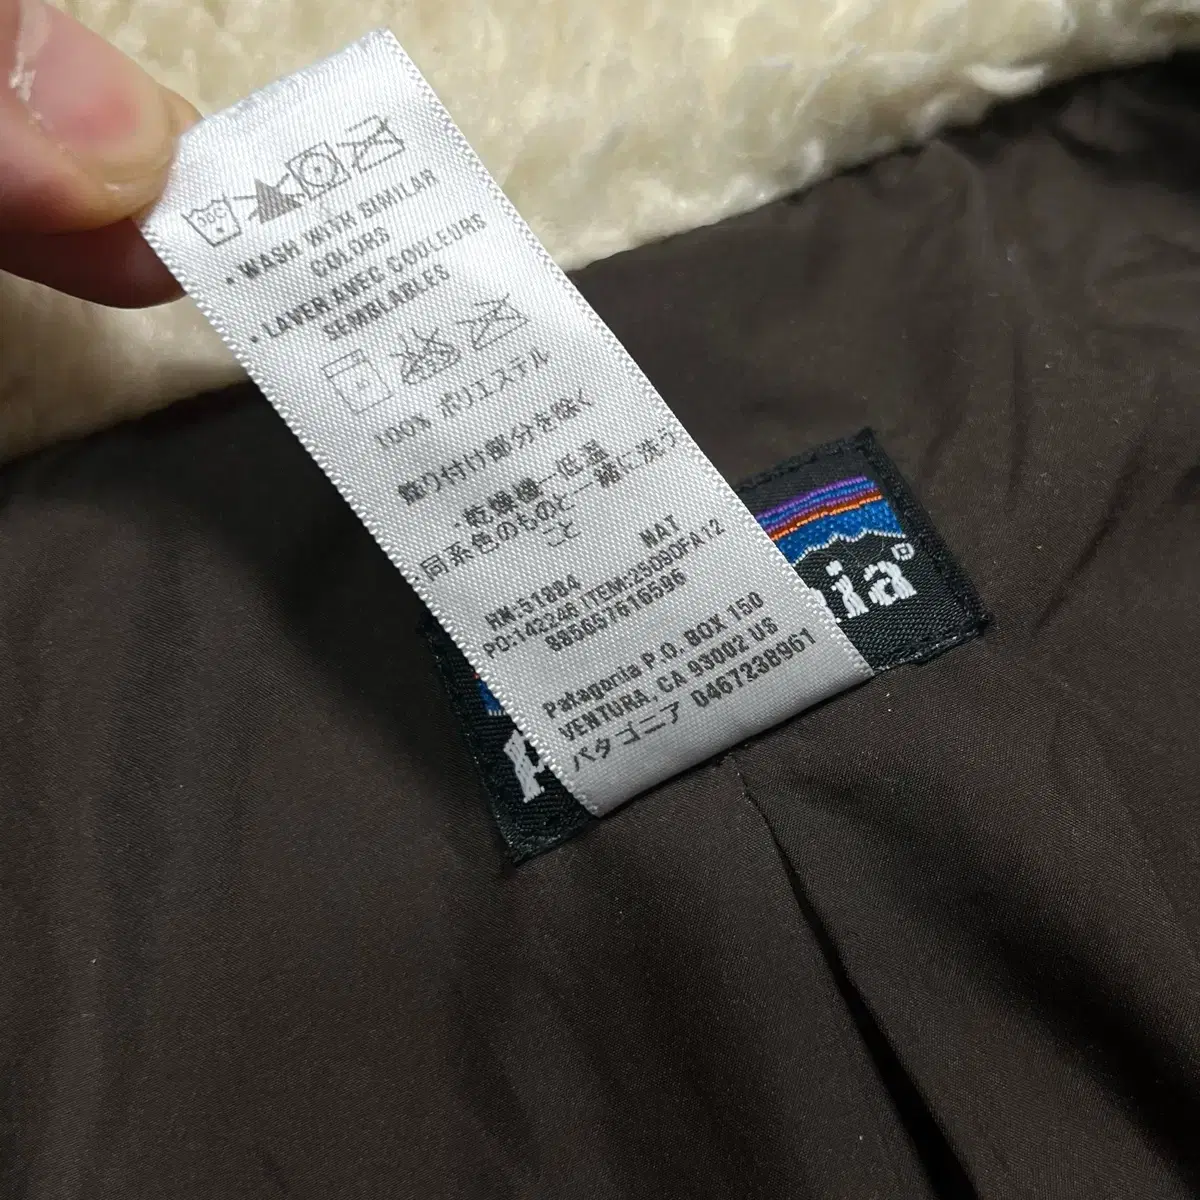 30C
• WASH WITH SIMILAR
COLORS
• LAVER AVEC COULEURS
SEMBLABLES
100% ポリエステル
飾り付け部分を除く
・乾燥機－低温
同系色のものと一緒に洗う
こと
NAT
RN:51884
PO:142246 ITEM:25090FA12
885657616596
Patagonia P.O. BOX 150
VENTURA, CA 93002 US
パタゴニア 0467238961